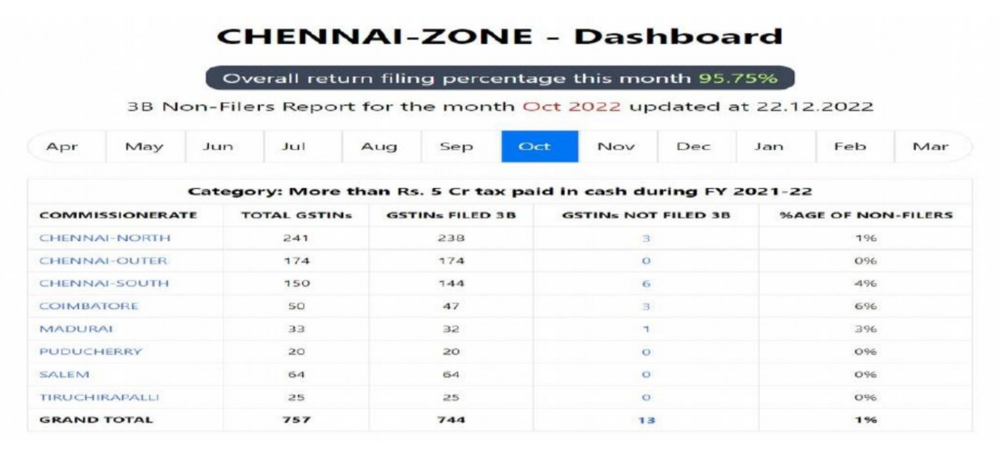 CHENNAI-ZONE - Dashboard
Overall return filing percentage this month 95.75%
3B Non-Filers Report for the month Oct 2022 updated at 22.12.2022
Apr May Jun Jul Aug Sep Oct Nov Dec Jan Feb Mar
Category: More than Rs. 5 Cr tax paid in cash during FY 2021-22
COMMISSIONERATE TOTAL GSTINs GSTINs FILED 3B GSTINs NOT FILED 3B %AGE OF NON-FILERS
CHENNAI-NORTH 241 238 3 1%
CHENNAI-OUTER 174 174 0 0%
CHENNAI-SOUTH 150 144 6 4%
COIMBATORE 50 47 3 6%
MADURAI 33 32 1 3%
PUDUCHERRY 20 20 0 0%
SALEM 64 64 0 0%
TIRUCHIRAPALLI 25 25 0 0%
GRAND TOTAL 757 744 13 1%